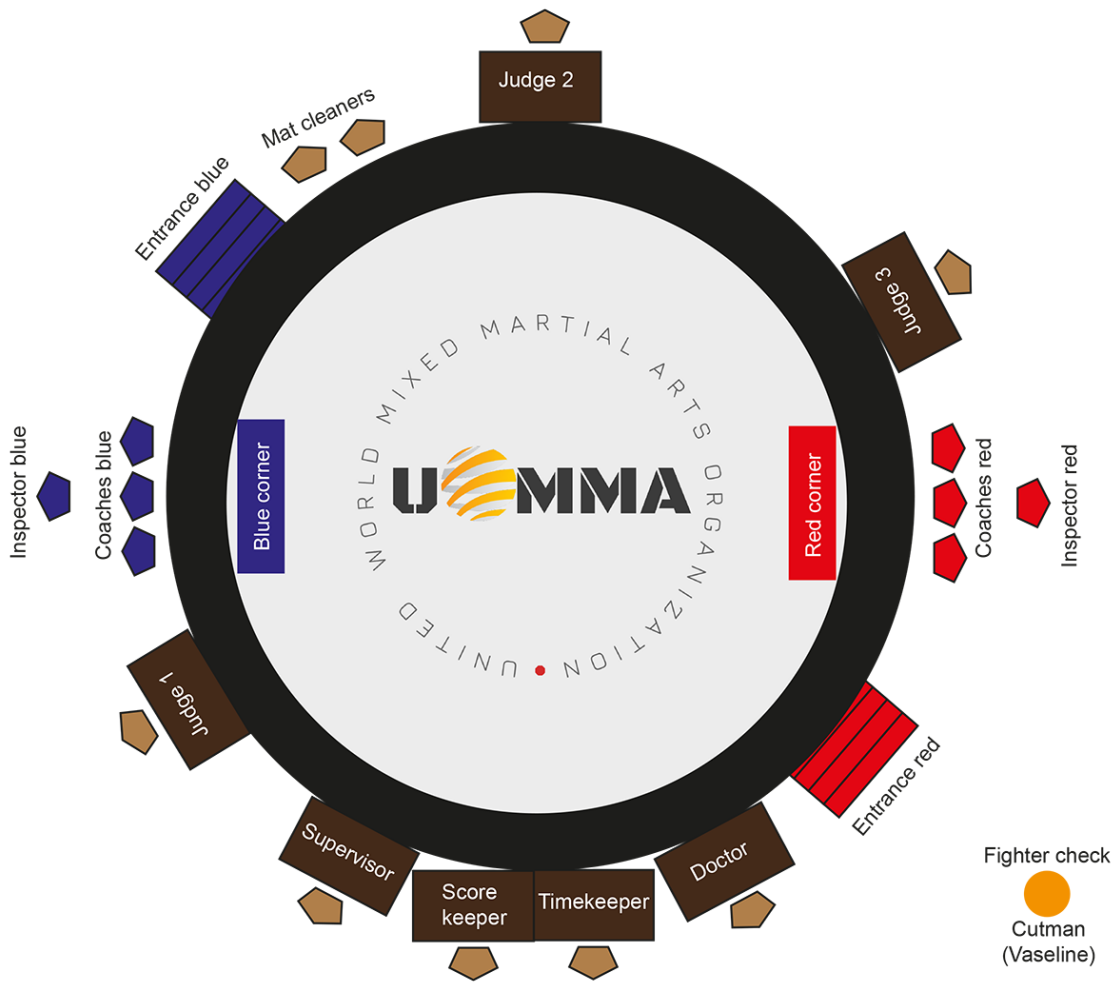 Judge 2
Mat cleaners
Entrance blue
Judge 3
UNITED WORLD MIXED MARTIAL ARTS ORGANIZATION •
UWMMA
Inspector blue
Coaches blue
Blue corner
Red corner
Coaches red
Inspector red
Judge 1
Entrance red
Supervisor
Score
keeper
Timekeeper
Doctor
Fighter check
Cutman
(Vaseline)